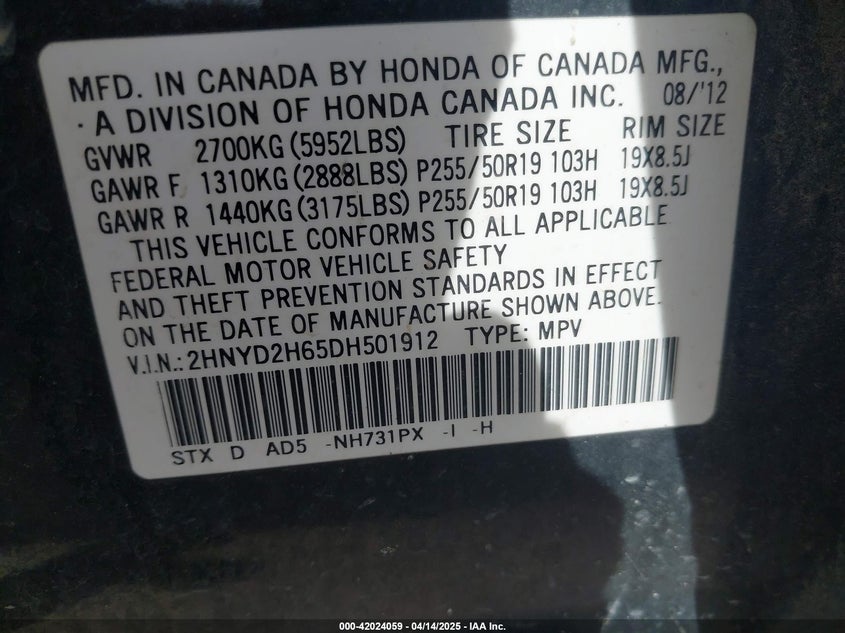 MFD. IN CANADA BY HONDA OF CANADA MFG.,
· A DIVISION OF HONDA CANADA INC. 08/'12
GVWR 2700KG (5952LBS) TIRE SIZE RIM SIZE
GAWR F 1310KG (2888LBS) P255/50R19 103H 19X8.5J
GAWR R 1440KG (3175LBS) P255/50R19 103H 19X8.5J
THIS VEHICLE CONFORMS TO ALL APPLICABLE
FEDERAL MOTOR VEHICLE SAFETY
AND THEFT PREVENTION STANDARDS IN EFFECT
ON THE DATE OF MANUFACTURE SHOWN ABOVE.
V.I.N.: 2HNYD2H65DH501912 TYPE: MPV
STX D AD5 -NH731PX -I -H
000-42024059 - 04/14/2025 - IAA Inc.